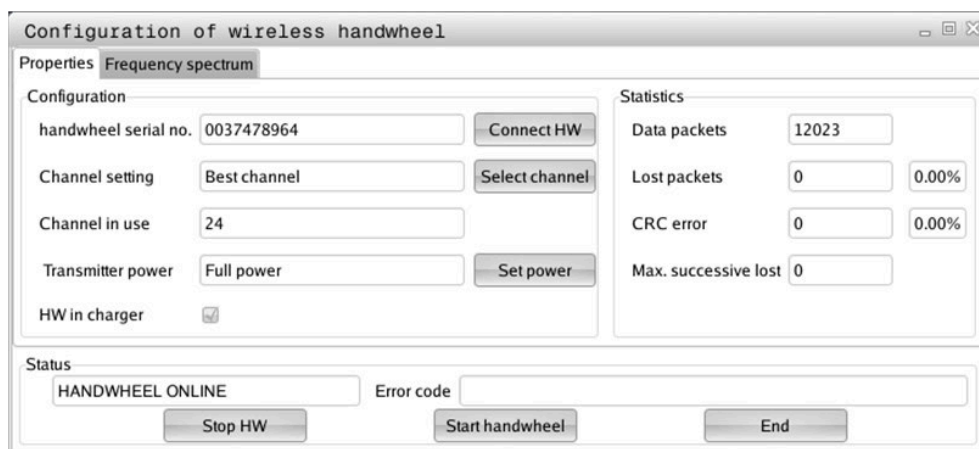 Configuration of wireless handwheel
Properties Frequency spectrum
Configuration
handwheel serial no. 0037478964 Connect HW
Channel setting Best channel Select channel
Channel in use 24
Transmitter power Full power Set power
HW in charger
Statistics
Data packets 12023
Lost packets 0 0.00%
CRC error 0 0.00%
Max. successive lost 0
Status
HANDWHEEL ONLINE Error code
Stop HW Start handwheel End